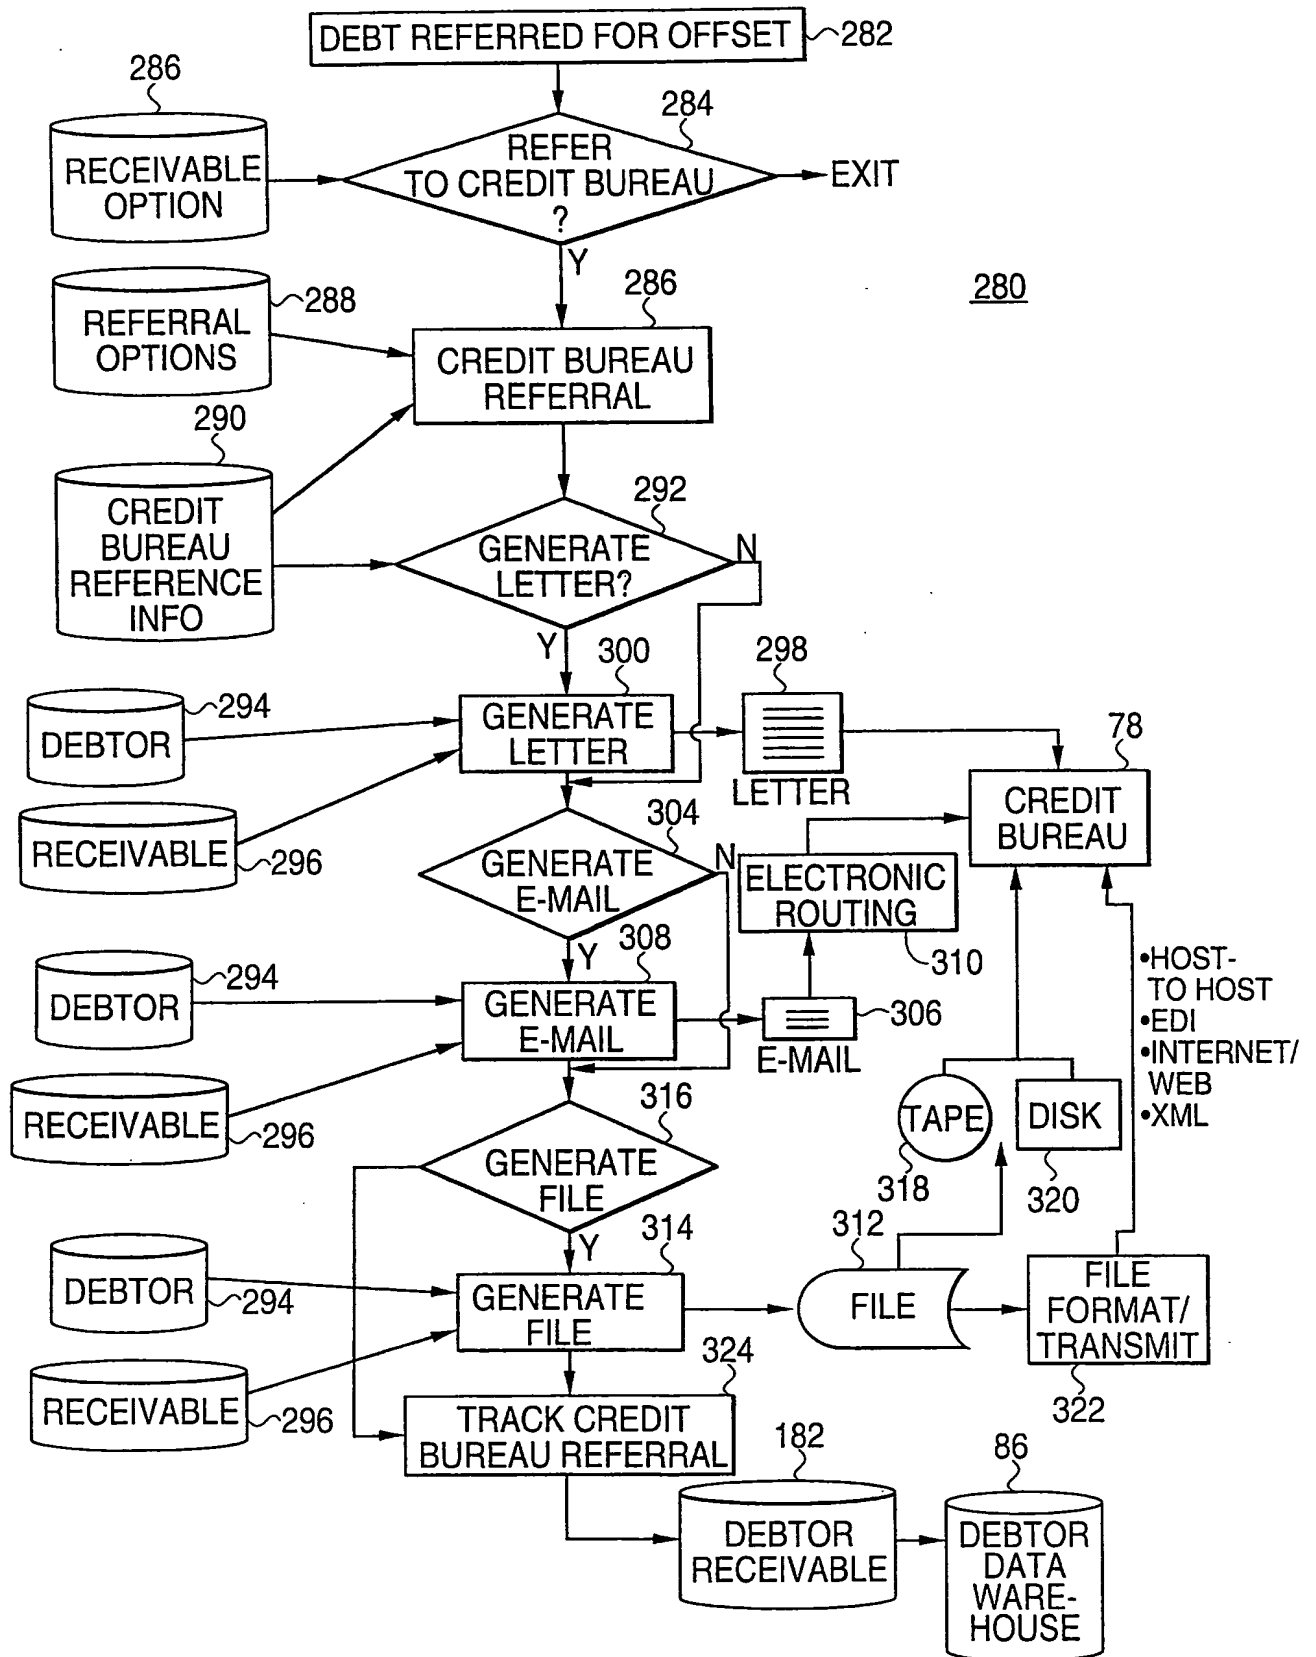 DEBT REFERRED FOR OFFSET
282
286
284
RECEIVABLE
OPTION
REFER
TO CREDIT BUREAU
?
EXIT
Y
280
288
286
REFERRAL
OPTIONS
CREDIT BUREAU
REFERRAL
290
292
CREDIT
BUREAU
REFERENCE
INFO
GENERATE
LETTER?
N
Y
300
298
294
DEBTOR
GENERATE
LETTER
LETTER
78
CREDIT
BUREAU
RECEIVABLE
296
304
GENERATE
E-MAIL
N
Y
ELECTRONIC
ROUTING
310
308
294
DEBTOR
GENERATE
E-MAIL
306
E-MAIL
•HOST-
TO HOST
•EDI
•INTERNET/
WEB
•XML
RECEIVABLE
296
316
GENERATE
FILE
Y
TAPE
318
DISK
320
314
312
294
DEBTOR
GENERATE
FILE
FILE
FILE
FORMAT/
TRANSMIT
322
RECEIVABLE
296
324
TRACK CREDIT
BUREAU REFERRAL
182
DEBTOR
RECEIVABLE
86
DEBTOR
DATA
WARE-
HOUSE